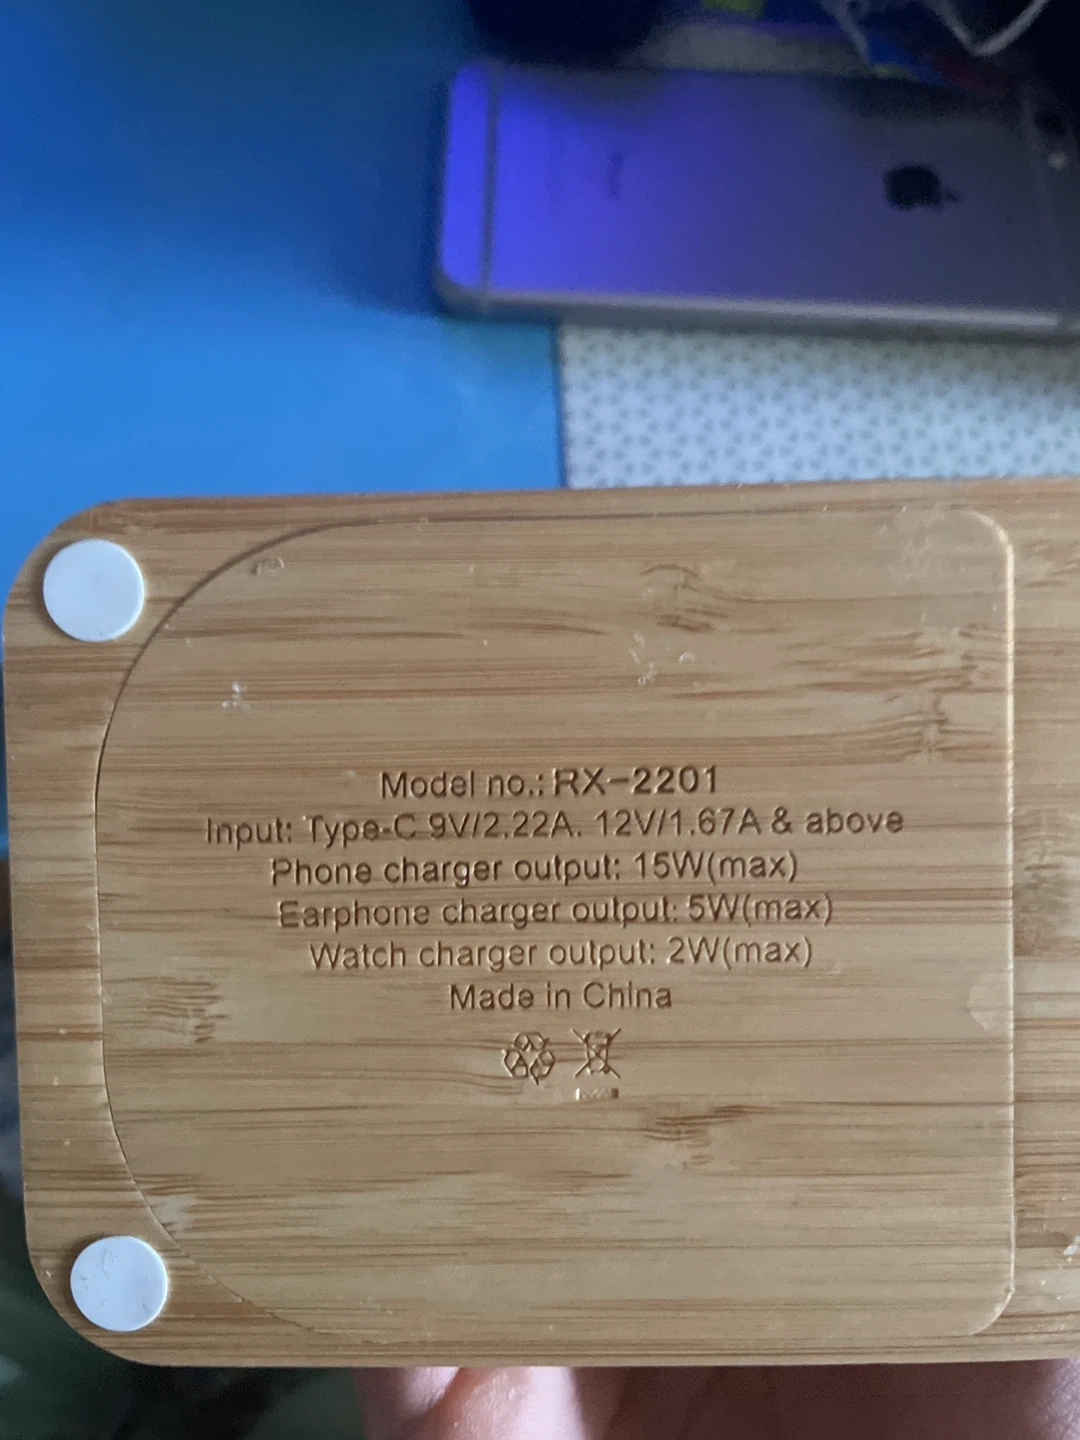 Model no.: RX-2201
Input: Type-C 9V/2.22A. 12V/1.67A & above
Phone charger output: 15W(max)
Earphone charger output: 5W(max)
Watch charger output: 2W(max)
Made in China